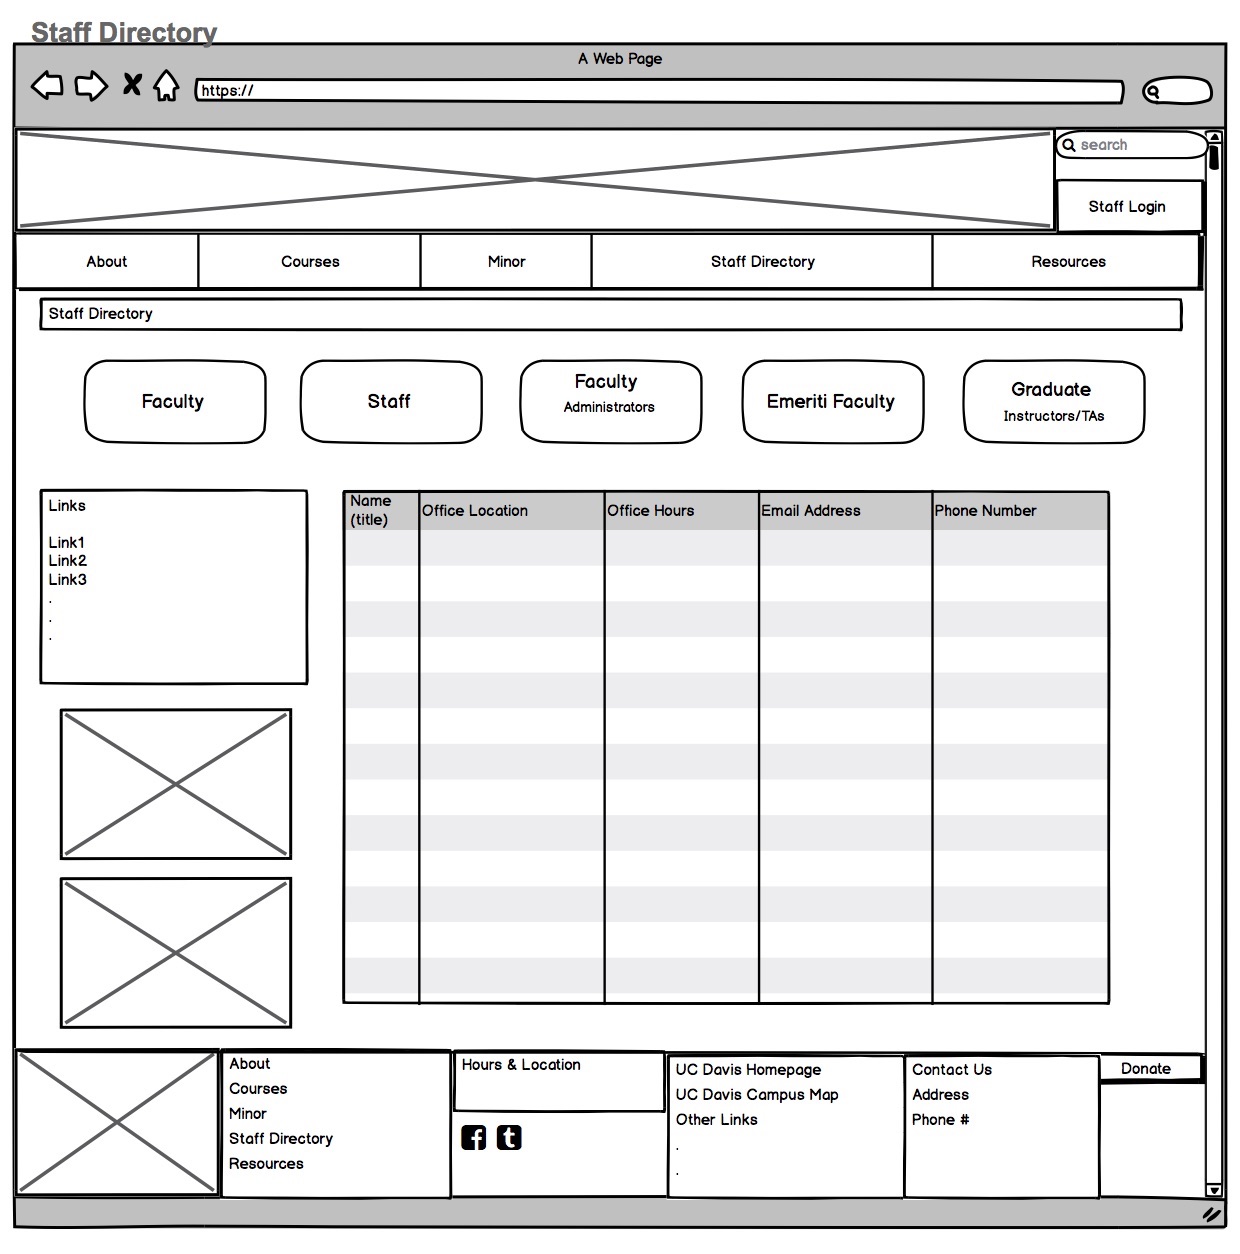 Staff Directory
A Web Page
https://
search
Staff Login
About
Courses
Minor
Staff Directory
Resources
Staff Directory
Faculty
Staff
Faculty
Administrators
Emeriti Faculty
Graduate
Instructors/TAs
Links
Link1
Link2
Link3
.
.
.
Name
(title)
Office Location
Office Hours
Email Address
Phone Number
About
Courses
Minor
Staff Directory
Resources
Hours & Location
UC Davis Homepage
UC Davis Campus Map
Other Links
.
.
Contact Us
Address
Phone #
Donate